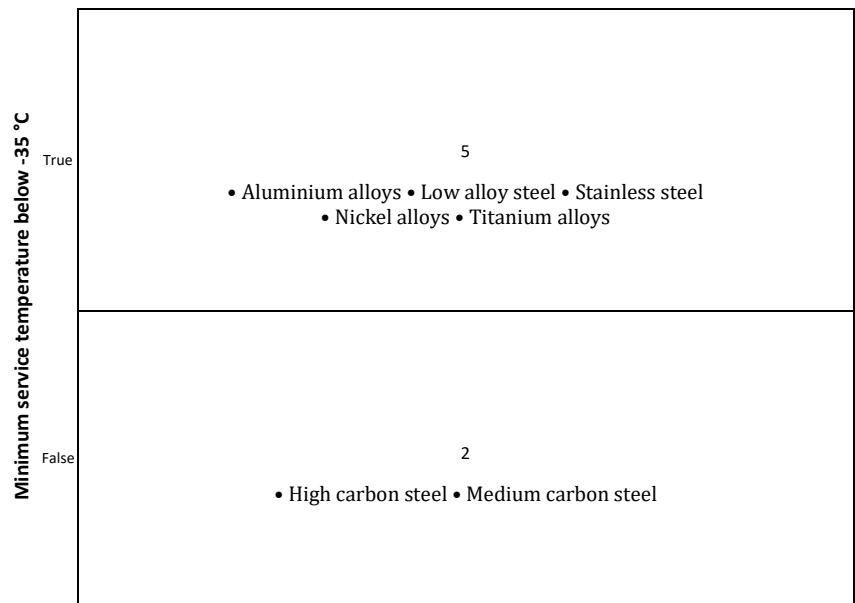 Minimum service temperature below -35 °C
True
5
• Aluminium alloys • Low alloy steel • Stainless steel
• Nickel alloys • Titanium alloys
False
2
• High carbon steel • Medium carbon steel